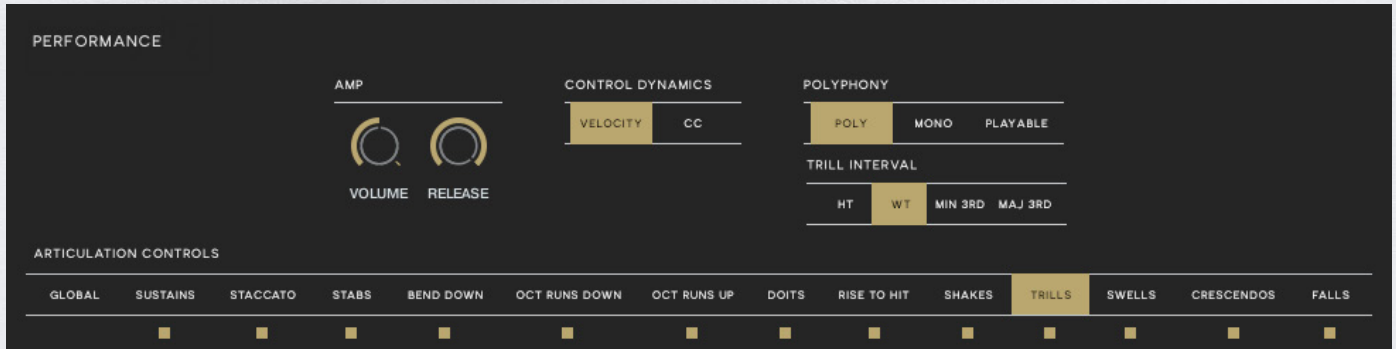 PERFORMANCE
AMP
VOLUME RELEASE
CONTROL DYNAMICS
VELOCITY CC
POLYPHONY
POLY MONO PLAYABLE
TRILL INTERVAL
HT WT MIN 3RD MAJ 3RD
ARTICULATION CONTROLS
GLOBAL SUSTAINS STACCATO STABS BEND DOWN OCT RUNS DOWN OCT RUNS UP DOITS RISE TO HIT SHAKES TRILLS SWELLS CRESCENDOS FALLS